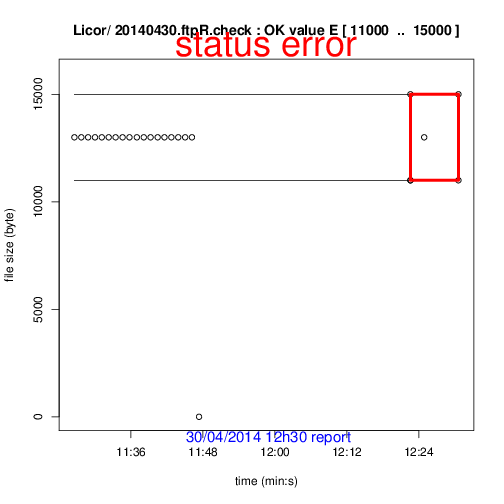 Licor/ 20140430.ftpR.check : OK value E [ 11000 .. 15000 ]
status error
15000
10000
5000
0
file size (byte)
30/04/2014 12h30 report
11:36 11:48 12:00 12:12 12:24
time (min:s)